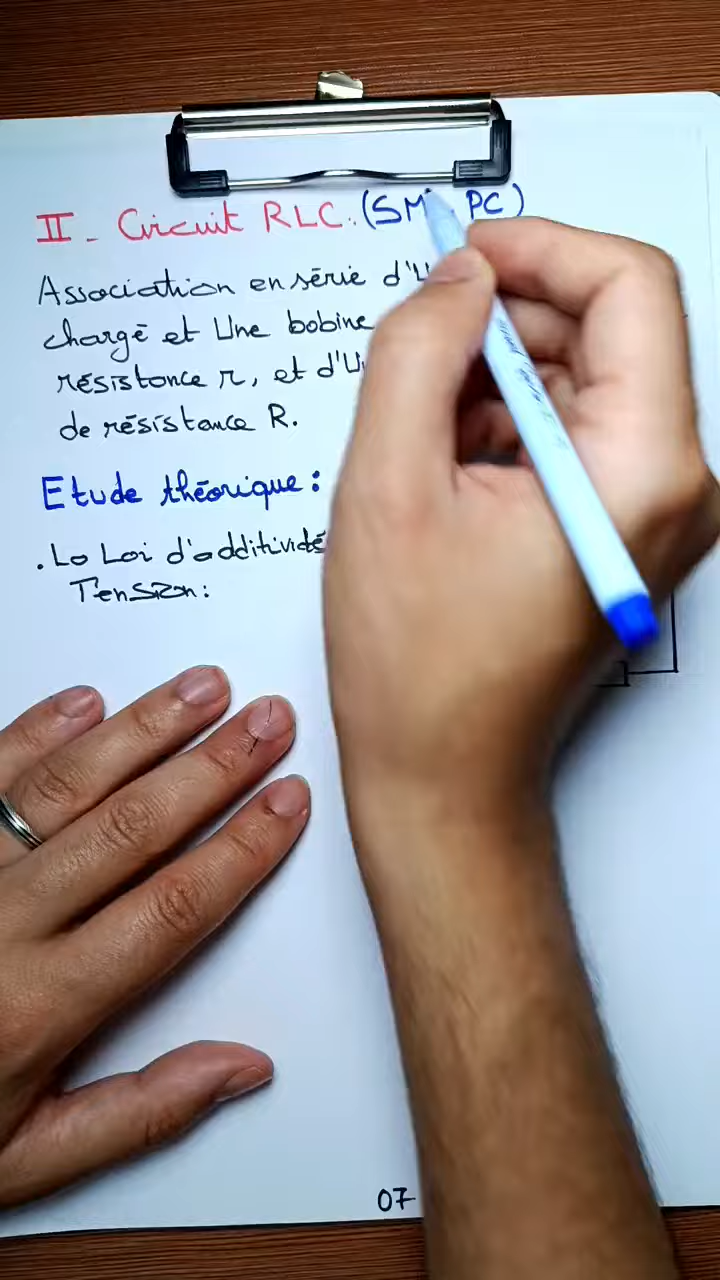 II - Circuit RLC: (SM PC)
Association en série d'U
chargé et Une bobine
résistance r, et d'U
de résistance R.
Etude théorique:
. La Loi d'additividé
Tension:
07